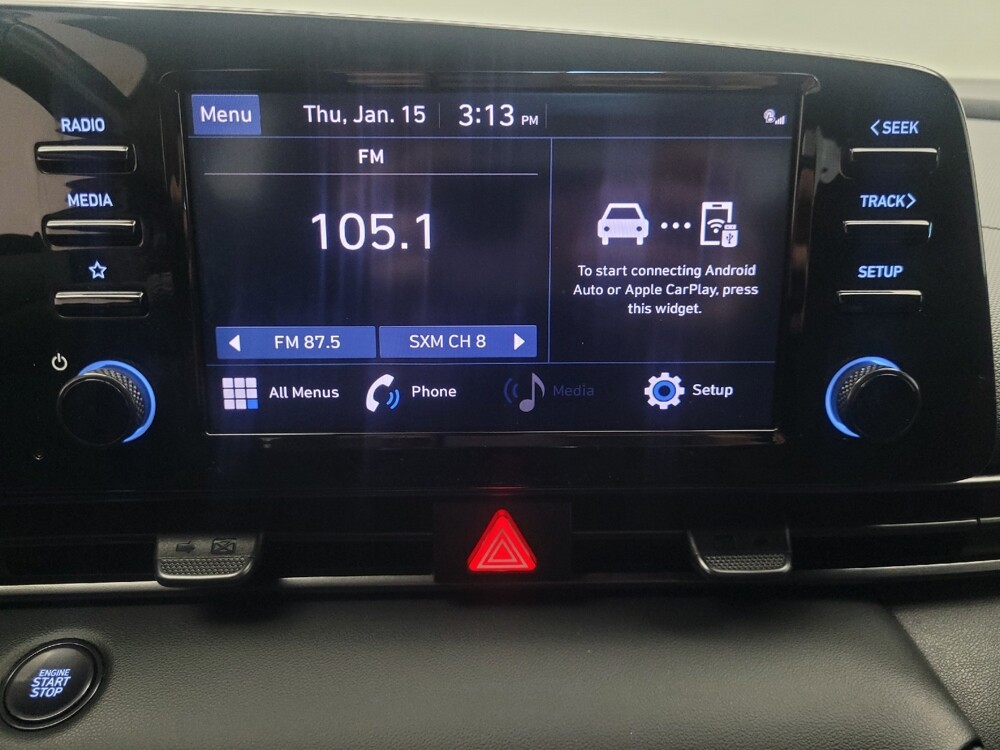 RADIO
MEDIA
Menu
Thu, Jan. 15
3:13 PM
FM
105.1
FM 87.5
SXM CH 8
To start connecting Android
Auto or Apple CarPlay, press
this widget.
All Menus
Phone
Media
Setup
<SEEK
TRACK>
SETUP
ENGINE
START
STOP